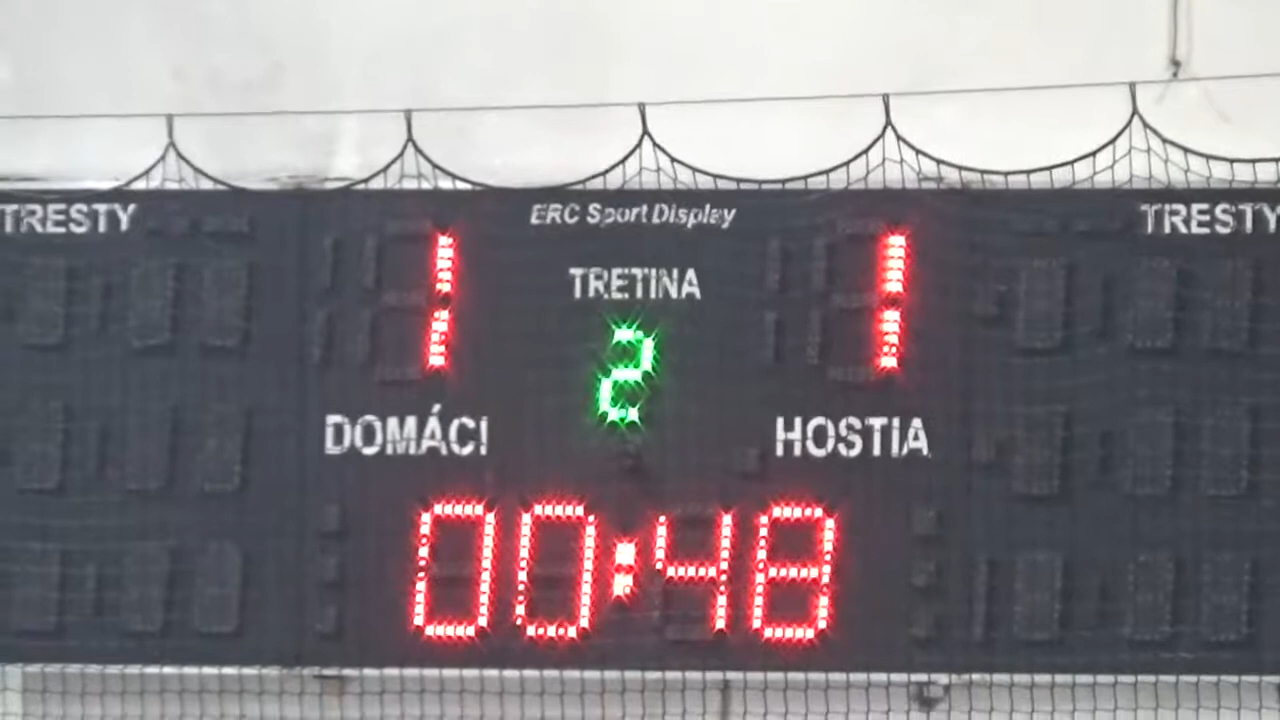 TRESTY
ERC Sport Display
TRESTY
1
TRETINA
1
2
DOMÁCI
HOSTIA
00:48